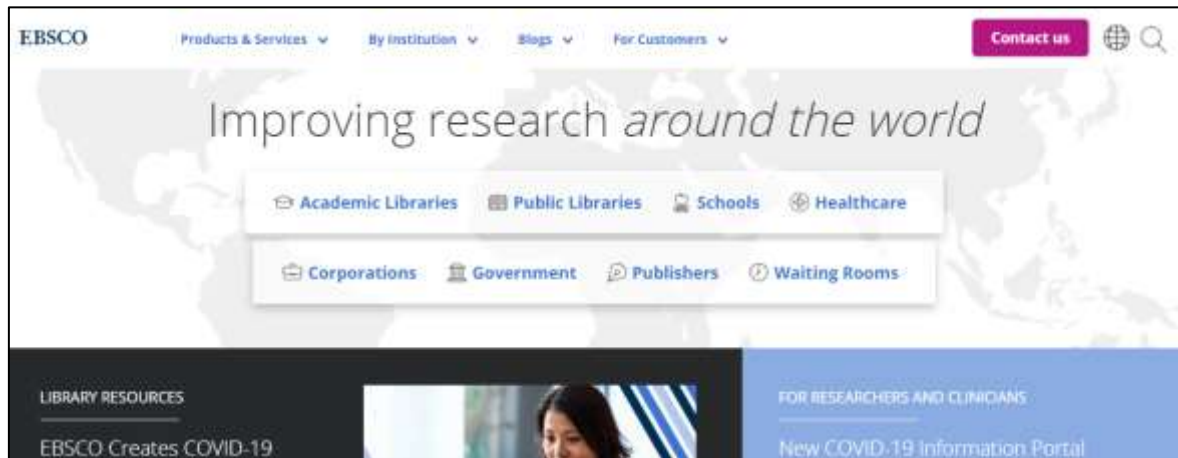 EBSCO Products & Services By Institution Blogs For Customers Contact us
Improving research around the world
Academic Libraries Public Libraries Schools Healthcare
Corporations Government Publishers Waiting Rooms
LIBRARY RESOURCES
EBSCO Creates COVID-19
FOR RESEARCHERS AND CLINICIANS
New COVID-19 Information Portal